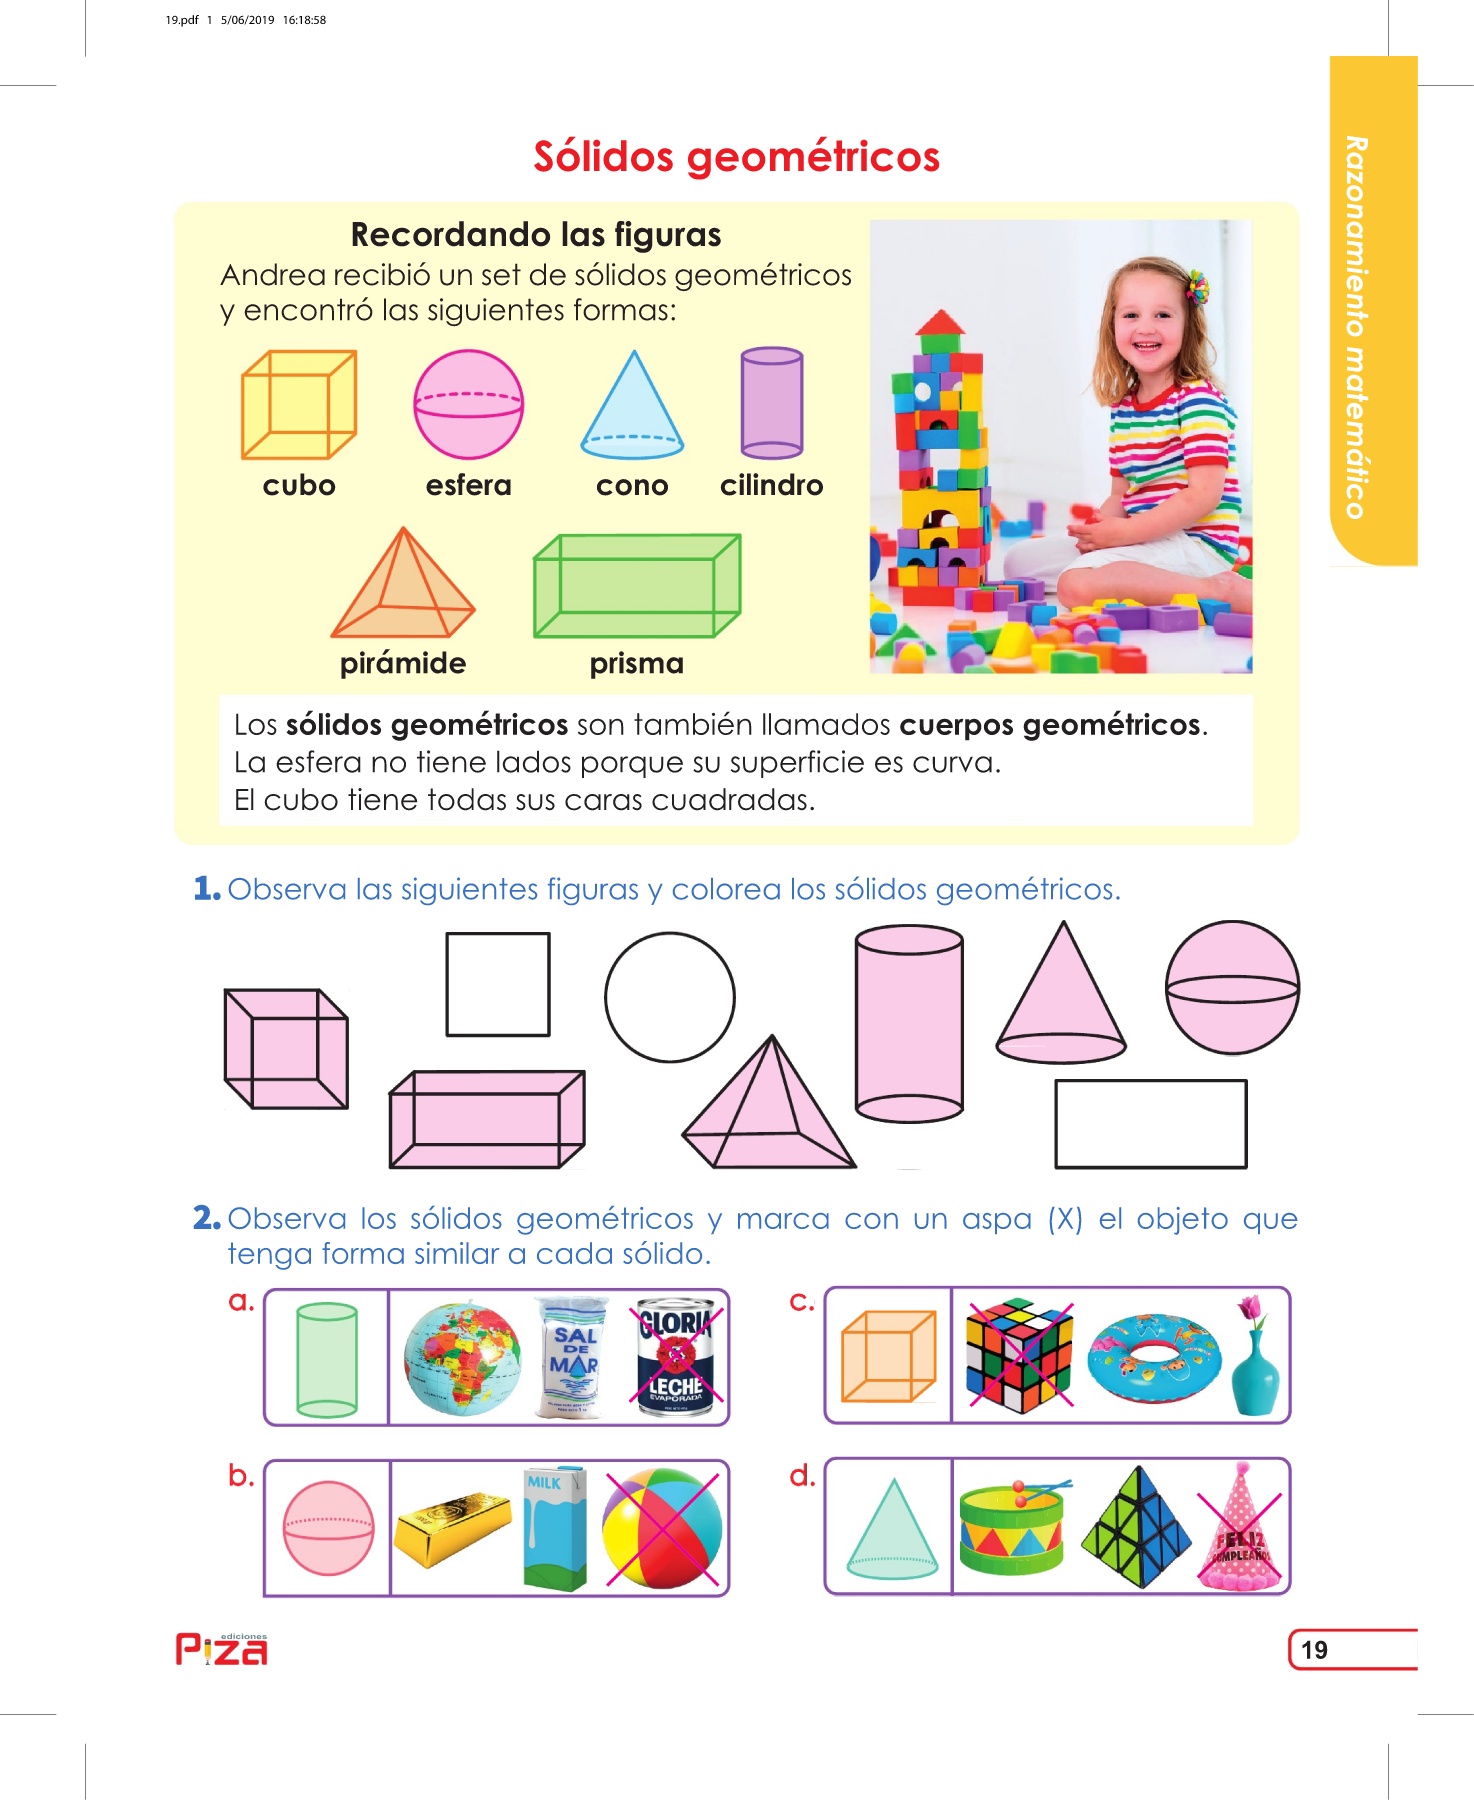 19.pdf 1 5/06/2019 16:18:58
Razonamiento matemático
Sólidos geométricos
Recordando las figuras
Andrea recibió un set de sólidos geométricos
y encontró las siguientes formas:
cubo esfera cono cilindro
pirámide prisma
Los sólidos geométricos son también llamados cuerpos geométricos.
La esfera no tiene lados porque su superficie es curva.
El cubo tiene todas sus caras cuadradas.
1. Observa las siguientes figuras y colorea los sólidos geométricos.
2. Observa los sólidos geométricos y marca con un aspa (X) el objeto que
tenga forma similar a cada sólido.
a.
SAL
DE
MAR
GLORIA
LECHE
EVAPORADA
c.
b.
MILK
d.
FELIZ
CUMPLEAÑOS
ediciones
Piza
19